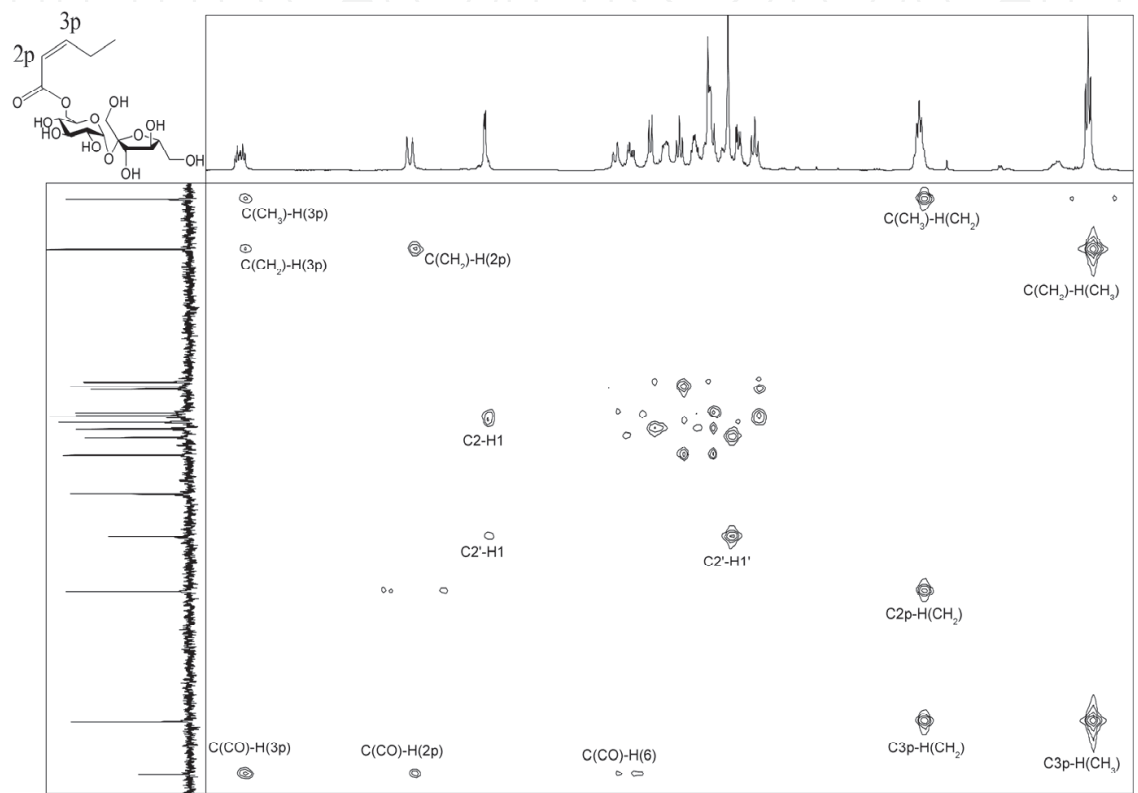 3p
2p
O
O
OH
HO
HO
HO
O
O
OH
O
OH
OH
C(CH₃)-H(3p)
C(CH₃)-H(CH₂)
C(CH₂)-H(3p)
C(CH₂)-H(2p)
C(CH₂)-H(CH₃)
C2-H1
C2'-H1
C2'-H1'
C2p-H(CH₂)
C(CO)-H(3p)
C(CO)-H(2p)
C(CO)-H(6)
C3p-H(CH₂)
C3p-H(CH₃)